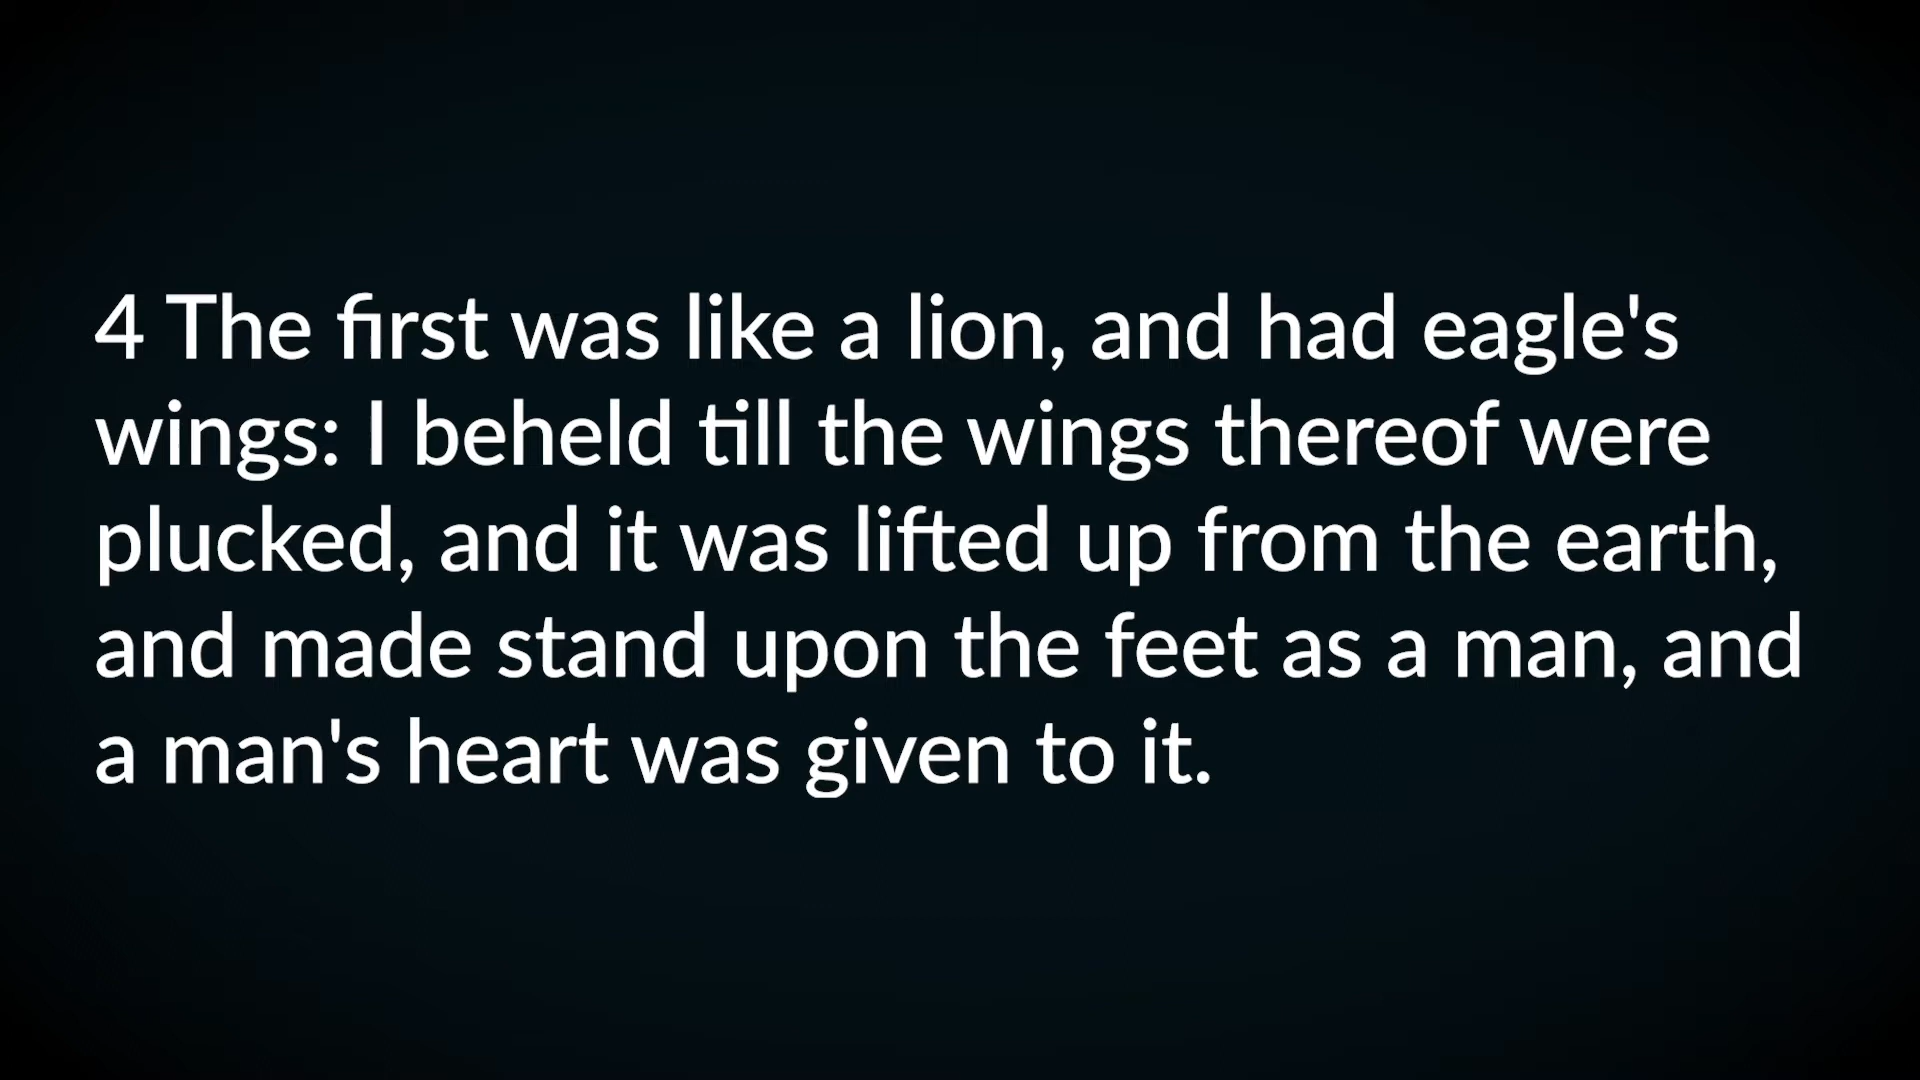 4 The first was like a lion, and had eagle's
wings: I beheld till the wings thereof were
plucked, and it was lifted up from the earth,
and made stand upon the feet as a man, and
a man's heart was given to it.